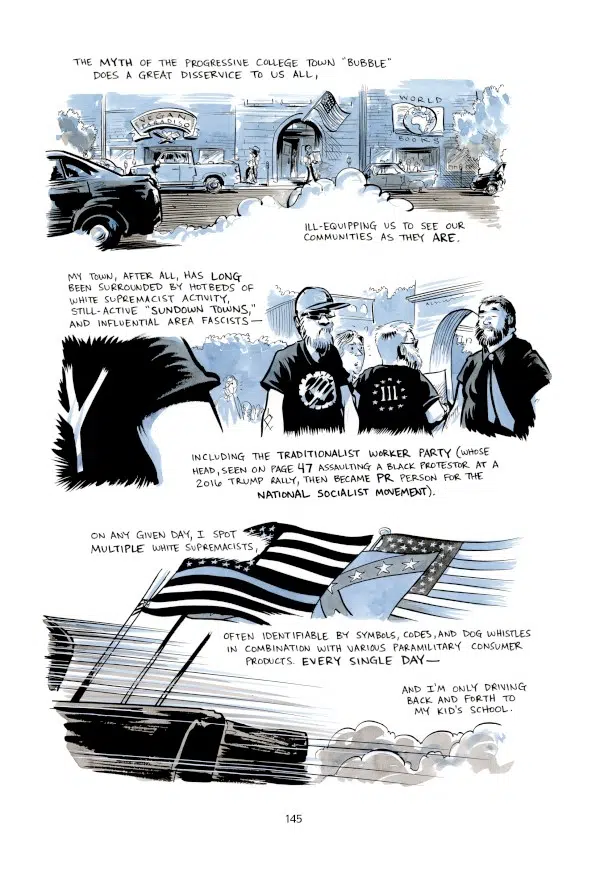 THE MYTH OF THE PROGRESSIVE COLLEGE TOWN "BUBBLE"
DOES A GREAT DISSERVICE TO US ALL,
VEGAN
PARADISO
WORLD
BOOKS
ILL-EQUIPPING US TO SEE OUR
COMMUNITIES AS THEY ARE.
MY TOWN, AFTER ALL, HAS LONG
BEEN SURROUNDED BY HOTBEDS OF
WHITE SUPREMACIST ACTIVITY,
STILL-ACTIVE "SUNDOWN TOWNS,"
AND INFLUENTIAL AREA FASCISTS—
III
INCLUDING THE TRADITIONALIST WORKER PARTY (WHOSE
HEAD, SEEN ON PAGE 47 ASSAULTING A BLACK PROTESTOR AT A
2016 TRUMP RALLY, THEN BECAME PR PERSON FOR THE
NATIONAL SOCIALIST MOVEMENT).
ON ANY GIVEN DAY, I SPOT
MULTIPLE WHITE SUPREMACISTS,
OFTEN IDENTIFIABLE BY SYMBOLS, CODES, AND DOG WHISTLES
IN COMBINATION WITH VARIOUS PARAMILITARY CONSUMER
PRODUCTS. EVERY SINGLE DAY—
AND I'M ONLY DRIVING
BACK AND FORTH TO
MY KID'S SCHOOL.
145